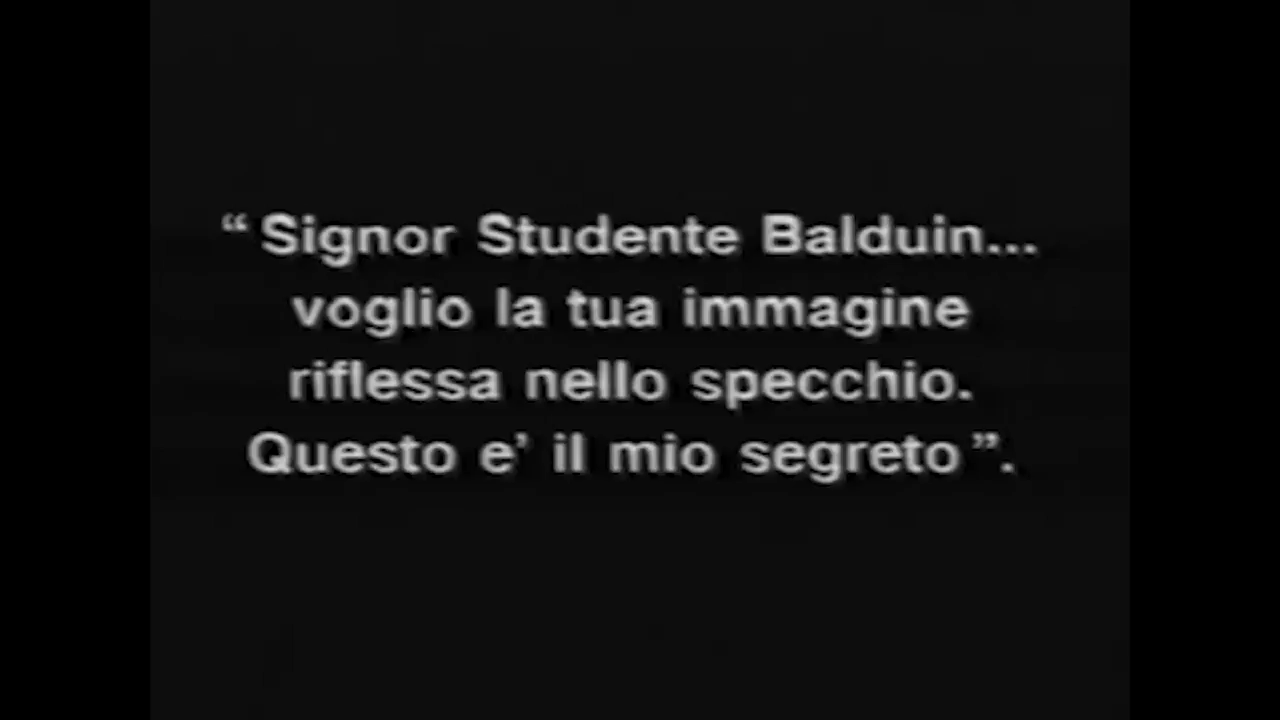 “Signor Studente Balduin...
voglio la tua immagine
riflessa nello specchio.
Questo e’ il mio segreto”.